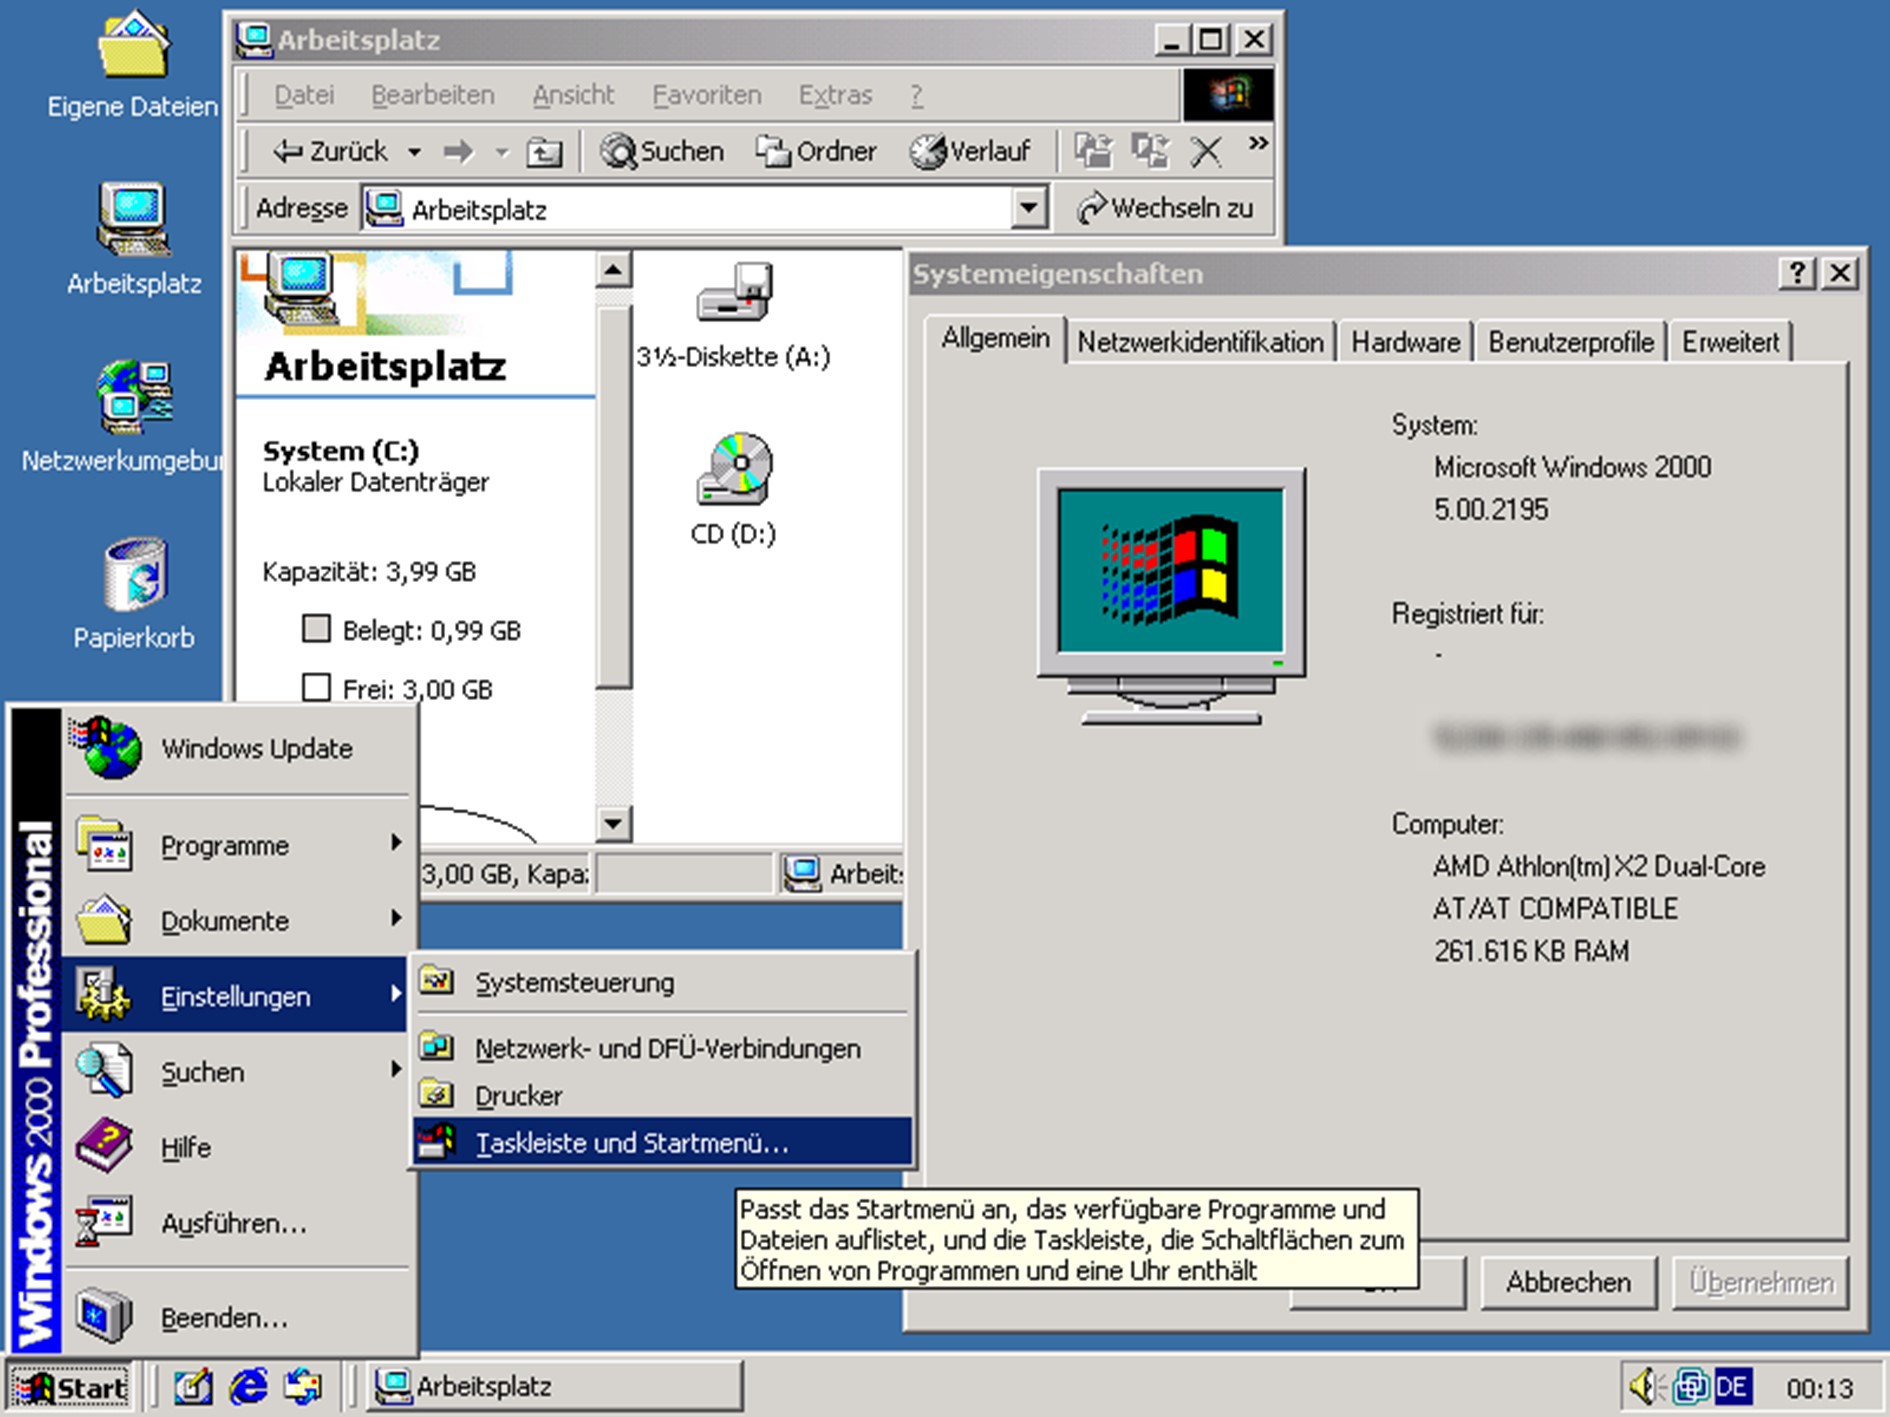 Eigene Dateien
Arbeitsplatz
Netzwerkumgebu
Papierkorb
Arbeitsplatz
Datei Bearbeiten Ansicht Favoriten Extras ?
Zurück Suchen Ordner Verlauf »
Adresse Arbeitsplatz Wechseln zu
Arbeitsplatz
System (C:)
Lokaler Datenträger
Kapazität: 3,99 GB
Belegt: 0,99 GB
Frei: 3,00 GB
3½-Diskette (A:)
CD (D:)
3,00 GB, Kapa: Arbeit:
Systemeigenschaften
Allgemein Netzwerkidentifikation Hardware Benutzerprofile Erweitert
System:
Microsoft Windows 2000
5.00.2195
Registriert für:
-
Computer:
AMD Athlon(tm) X2 Dual-Core
AT/AT COMPATIBLE
261.616 KB RAM
Abbrechen Übernehmen
Windows 2000 Professional
Windows Update
Programme
Dokumente
Einstellungen
Suchen
Hilfe
Ausführen...
Beenden...
Systemsteuerung
Netzwerk- und DFÜ-Verbindungen
Drucker
Taskleiste und Startmenü...
Passt das Startmenü an, das verfügbare Programme und
Dateien auflistet, und die Taskleiste, die Schaltflächen zum
Öffnen von Programmen und eine Uhr enthält
Start Arbeitsplatz DE 00:13